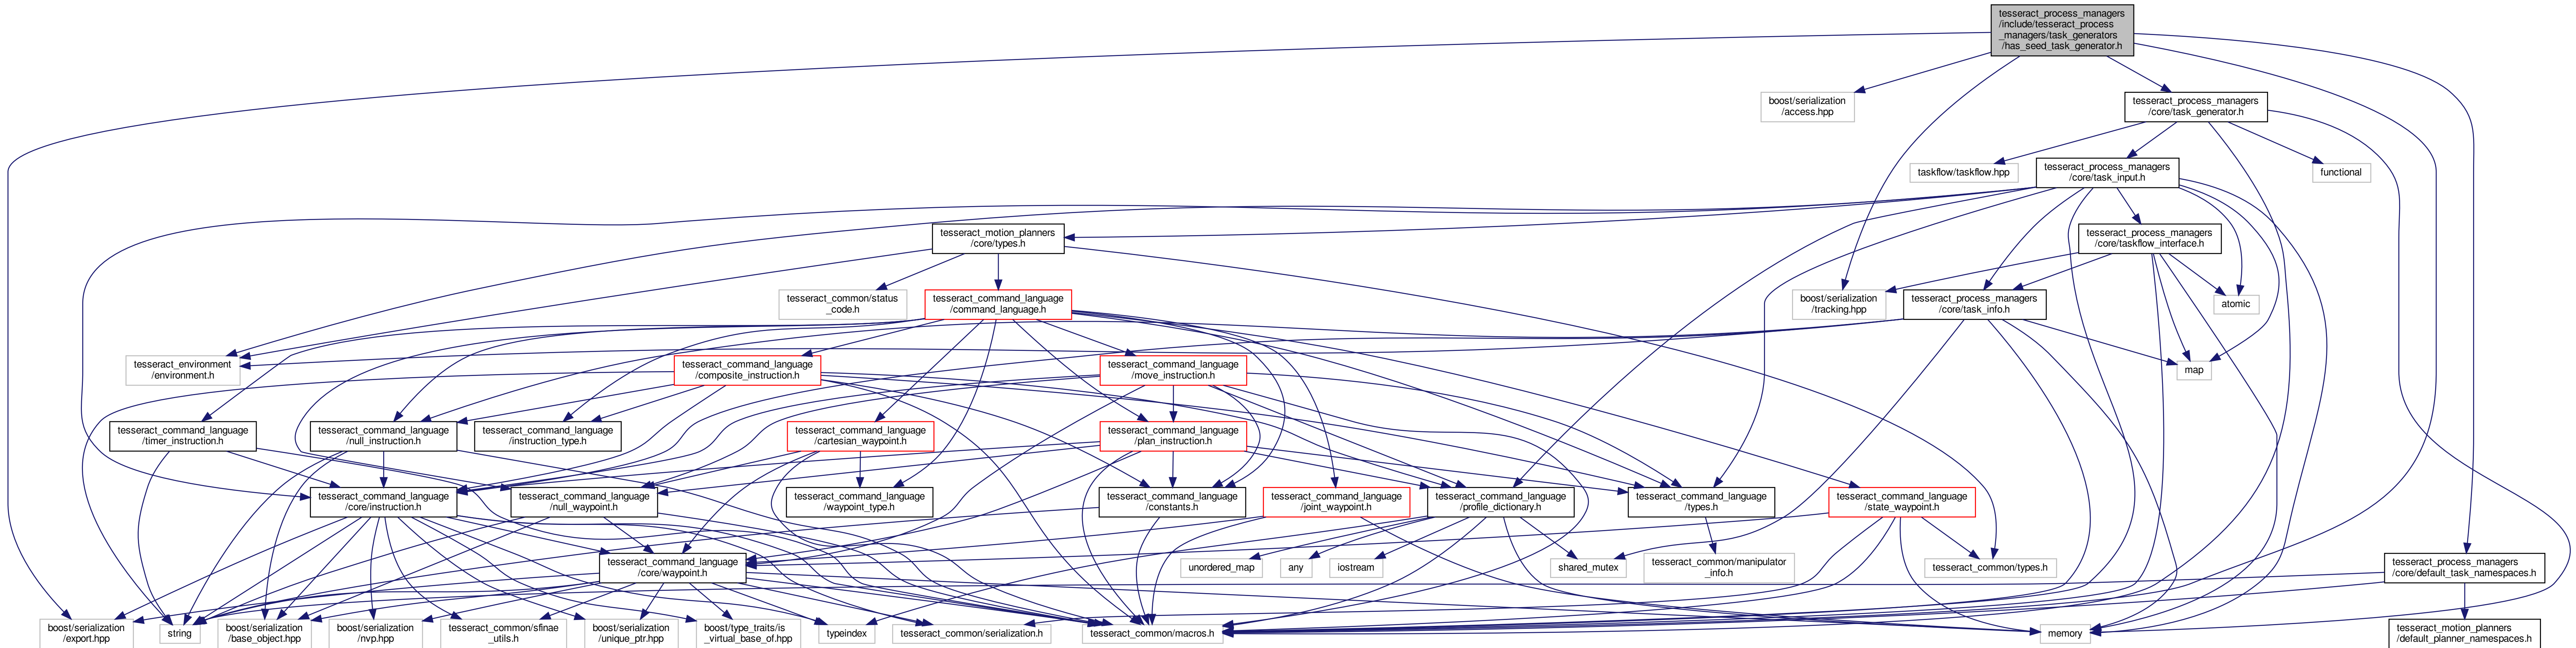 tesseract_process_managers
/include/tesseract_process
_managers/task_generators
/has_seed_task_generator.h
boost/serialization
/access.hpp
tesseract_process_managers
/core/task_generator.h
taskflow/taskflow.hpp
tesseract_process_managers
/core/task_input.h
functional
tesseract_motion_planners
/core/types.h
tesseract_process_managers
/core/taskflow_interface.h
tesseract_common/status
_code.h
tesseract_command_language
/command_language.h
boost/serialization
/tracking.hpp
tesseract_process_managers
/core/task_info.h
atomic
tesseract_environment
/environment.h
tesseract_command_language
/composite_instruction.h
tesseract_command_language
/move_instruction.h
map
tesseract_command_language
/timer_instruction.h
tesseract_command_language
/null_instruction.h
tesseract_command_language
/instruction_type.h
tesseract_command_language
/cartesian_waypoint.h
tesseract_command_language
/plan_instruction.h
tesseract_command_language
/core/instruction.h
tesseract_command_language
/null_waypoint.h
tesseract_command_language
/waypoint_type.h
tesseract_command_language
/constants.h
tesseract_command_language
/joint_waypoint.h
tesseract_command_language
/profile_dictionary.h
tesseract_command_language
/types.h
tesseract_command_language
/state_waypoint.h
tesseract_command_language
/core/waypoint.h
unordered_map
any
iostream
shared_mutex
tesseract_common/manipulator
_info.h
tesseract_common/types.h
tesseract_process_managers
/core/default_task_namespaces.h
boost/serialization
/export.hpp
string
boost/serialization
/base_object.hpp
boost/serialization
/nvp.hpp
tesseract_common/sfinae
_utils.h
boost/serialization
/unique_ptr.hpp
boost/type_traits/is
_virtual_base_of.hpp
typeindex
tesseract_common/serialization.h
tesseract_common/macros.h
memory
tesseract_motion_planners
/default_planner_namespaces.h